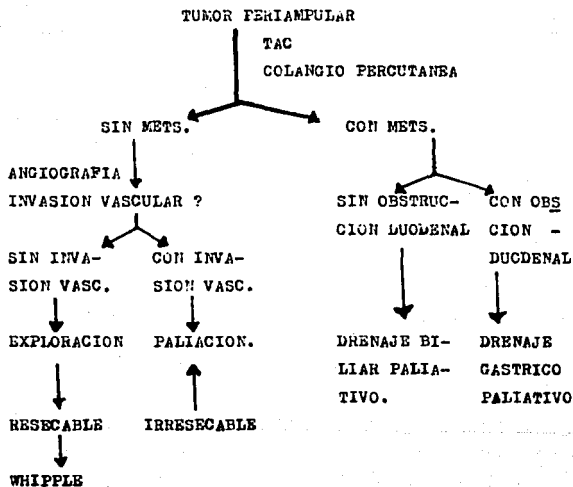 TUMOR PERIAMPULAR
TAC
COLANGIO PERCUTANEA
SIN METS.
CON METS.
ANGIOGRAFIA
INVASION VASCULAR ?
SIN INVA-
SION VASC.
CON INVA-
SION VASC.
SIN OBSTRUC-
CION DUODENAL
CON OBS
CION -
DUODENAL
EXPLORACION
PALIACION.
DRENAJE BI-
LIAR PALIA-
TIVO.
DRENAJE
GASTRICO
PALIATIVO
RESECABLE
IRRESECABLE
WHIPPLE